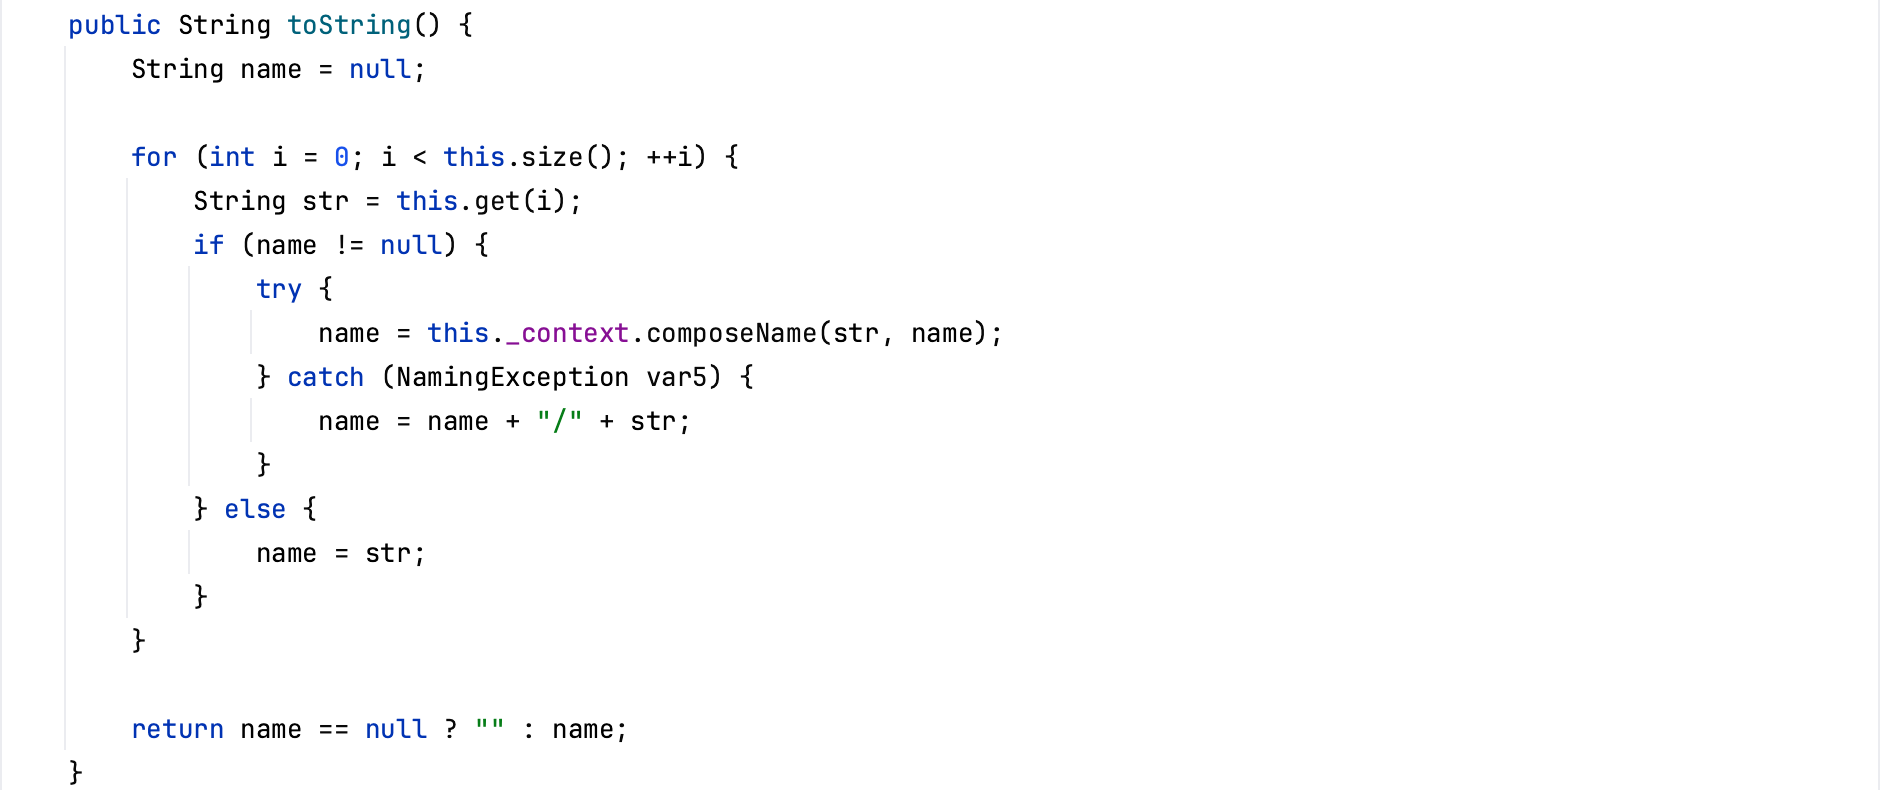 public String toString() {
    String name = null;

    for (int i = 0; i < this.size(); ++i) {
        String str = this.get(i);
        if (name != null) {
            try {
                name = this._context.composeName(str, name);
            } catch (NamingException var5) {
                name = name + "/" + str;
            }
        } else {
            name = str;
        }
    }

    return name == null ? "" : name;
}